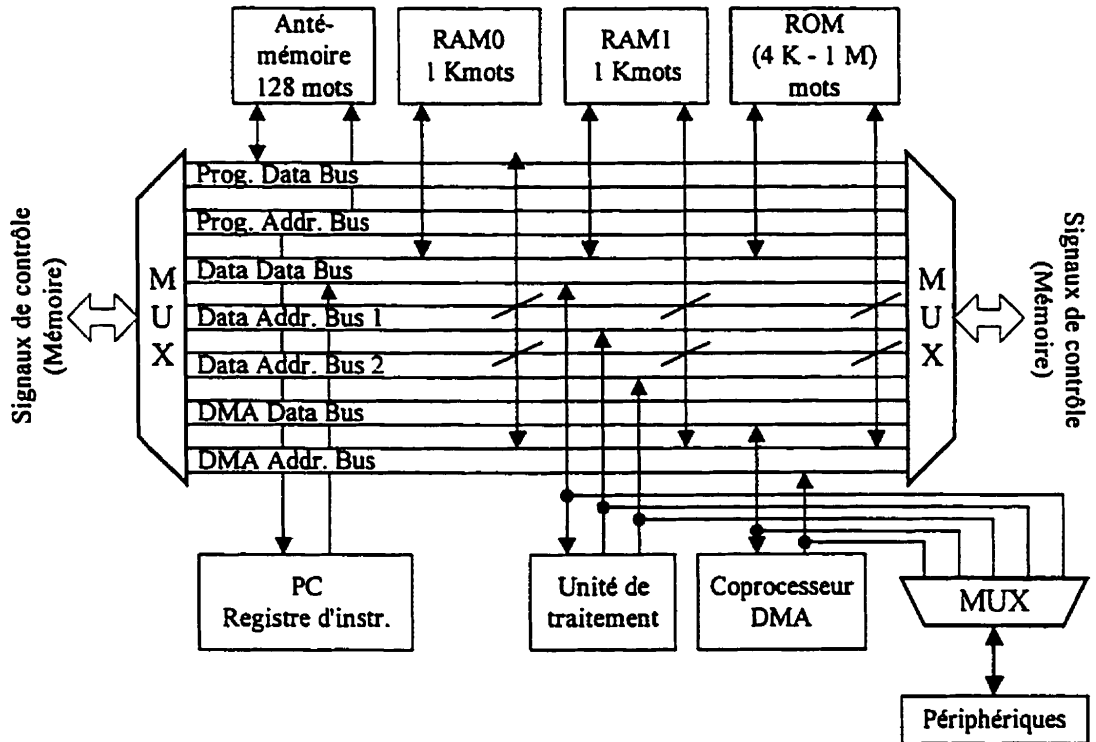 Anté-
mémoire
128 mots
RAM0
1 Kmots
RAM1
1 Kmots
ROM
(4 K - 1 M)
mots
Signaux de contrôle
(Mémoire)
M
U
X
Prog. Data Bus
Prog. Addr. Bus
Data Data Bus
Data Addr. Bus 1
Data Addr. Bus 2
DMA Data Bus
DMA Addr. Bus
M
U
X
Signaux de contrôle
(Mémoire)
PC
Registre d'instr.
Unité de
traitement
Coprocesseur
DMA
MUX
Périphériques